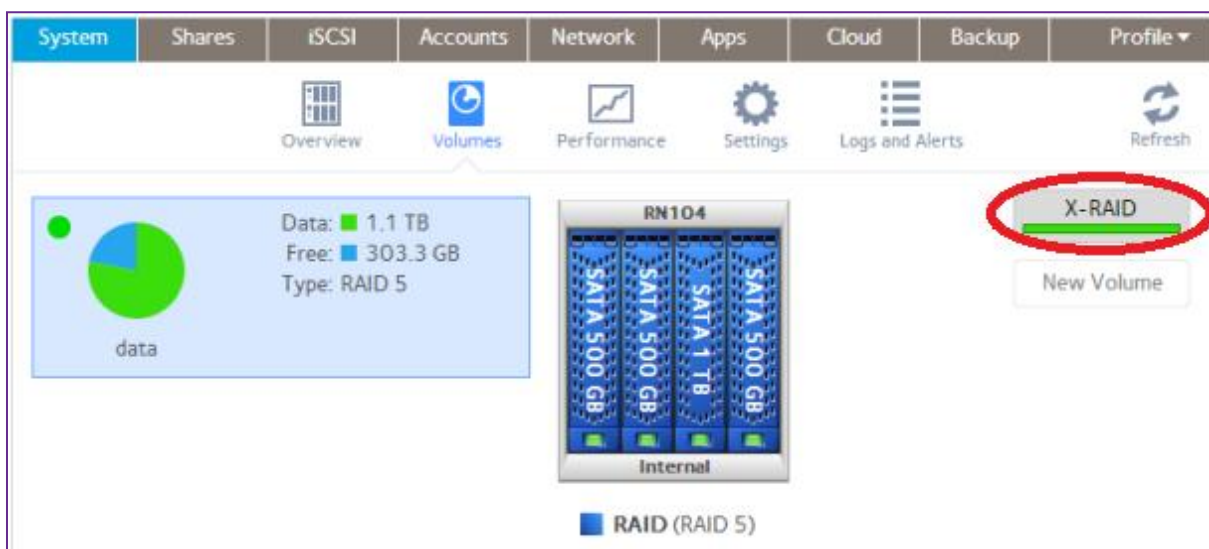 System Shares iSCSI Accounts Network Apps Cloud Backup Profile
Overview Volumes Performance Settings Logs and Alerts Refresh
Data: 1.1 TB
Free: 303.3 GB
Type: RAID 5
data
RN104
SATA 500 GB
SATA 500 GB
SATA 1 TB
SATA 500 GB
Internal
RAID (RAID 5)
X-RAID
New Volume